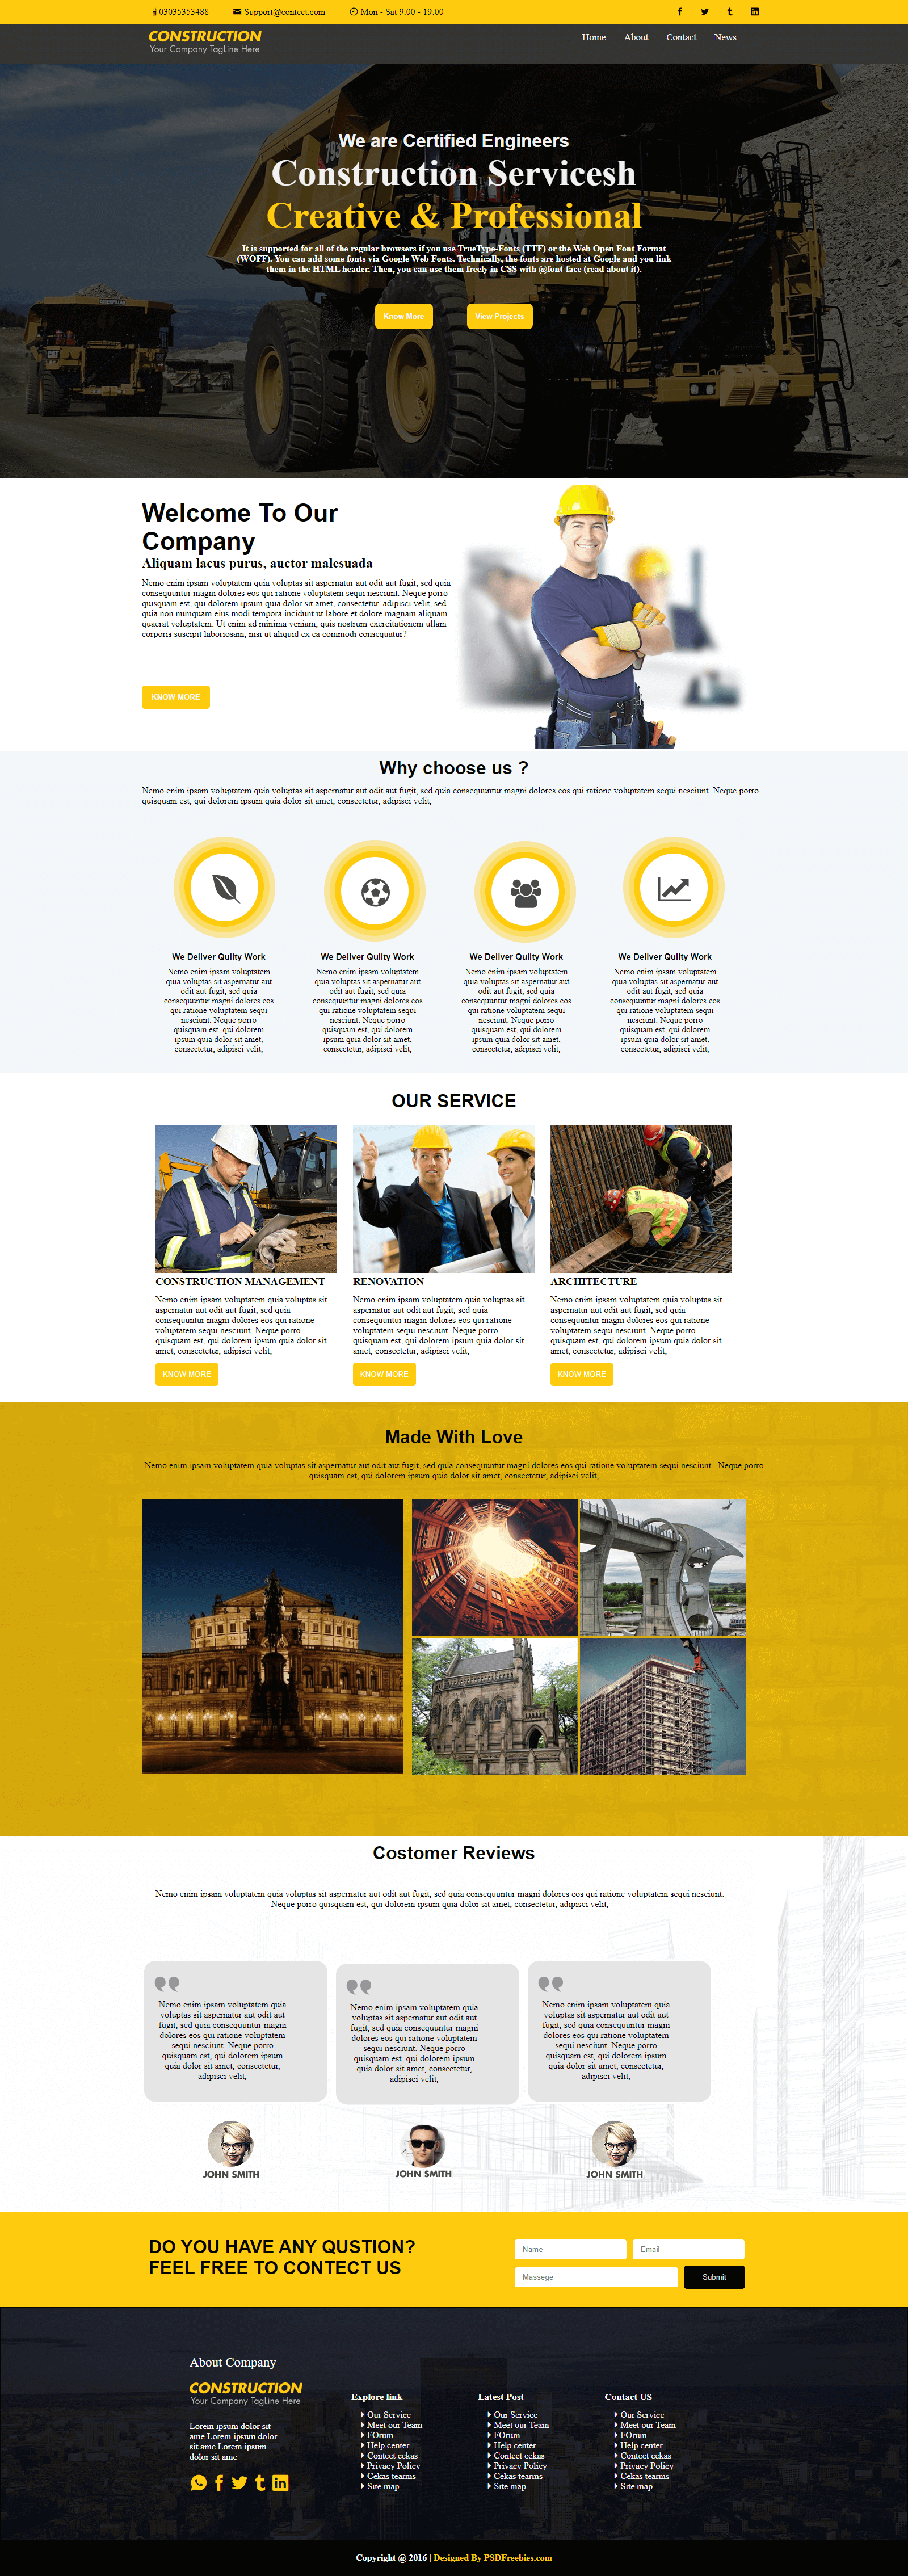 03035353488 Support@contect.com Mon - Sat 9:00 - 19:00
CONSTRUCTION
Your Company TagLine Here
Home About Contact News .
We are Certified Engineers
Construction Servicesh
Creative & Professional
It is supported for all of the regular browsers if you use TrueType-Fonts (TTF) or the Web Open Font Format
(WOFF). You can add some fonts via Google Web Fonts. Technically, the fonts are hosted at Google and you link
them in the HTML header. Then, you can use them freely in CSS with @font-face (read about it).
Know More View Projects
793
CAT
CAT
Welcome To Our
Company
Aliquam lacus purus, auctor malesuada
Nemo enim ipsam voluptatem quia voluptas sit aspernatur aut odit aut fugit, sed quia
consequuntur magni dolores eos qui ratione voluptatem sequi nesciunt. Neque porro
quisquam est, qui dolorem ipsum quia dolor sit amet, consectetur, adipisci velit, sed
quia non numquam eius modi tempora incidunt ut labore et dolore magnam aliquam
quaerat voluptatem. Ut enim ad minima veniam, quis nostrum exercitationem ullam
corporis suscipit laboriosam, nisi ut aliquid ex ea commodi consequatur?
KNOW MORE
Why choose us ?
Nemo enim ipsam voluptatem quia voluptas sit aspernatur aut odit aut fugit, sed quia consequuntur magni dolores eos qui ratione voluptatem sequi nesciunt. Neque porro
quisquam est, qui dolorem ipsum quia dolor sit amet, consectetur, adipisci velit,
We Deliver Quilty Work
Nemo enim ipsam voluptatem
quia voluptas sit aspernatur aut
odit aut fugit, sed quia
consequuntur magni dolores eos
qui ratione voluptatem sequi
nesciunt. Neque porro
quisquam est, qui dolorem
ipsum quia dolor sit amet,
consectetur, adipisci velit,
We Deliver Quilty Work
Nemo enim ipsam voluptatem
quia voluptas sit aspernatur aut
odit aut fugit, sed quia
consequuntur magni dolores eos
qui ratione voluptatem sequi
nesciunt. Neque porro
quisquam est, qui dolorem
ipsum quia dolor sit amet,
consectetur, adipisci velit,
We Deliver Quilty Work
Nemo enim ipsam voluptatem
quia voluptas sit aspernatur aut
odit aut fugit, sed quia
consequuntur magni dolores eos
qui ratione voluptatem sequi
nesciunt. Neque porro
quisquam est, qui dolorem
ipsum quia dolor sit amet,
consectetur, adipisci velit,
We Deliver Quilty Work
Nemo enim ipsam voluptatem
quia voluptas sit aspernatur aut
odit aut fugit, sed quia
consequuntur magni dolores eos
qui ratione voluptatem sequi
nesciunt. Neque porro
quisquam est, qui dolorem
ipsum quia dolor sit amet,
consectetur, adipisci velit,
OUR SERVICE
CONSTRUCTION MANAGEMENT
Nemo enim ipsam voluptatem quia voluptas sit
aspernatur aut odit aut fugit, sed quia
consequuntur magni dolores eos qui ratione
voluptatem sequi nesciunt. Neque porro
quisquam est, qui dolorem ipsum quia dolor sit
amet, consectetur, adipisci velit,
KNOW MORE
RENOVATION
Nemo enim ipsam voluptatem quia voluptas sit
aspernatur aut odit aut fugit, sed quia
consequuntur magni dolores eos qui ratione
voluptatem sequi nesciunt. Neque porro
quisquam est, qui dolorem ipsum quia dolor sit
amet, consectetur, adipisci velit,
KNOW MORE
ARCHITECTURE
Nemo enim ipsam voluptatem quia voluptas sit
aspernatur aut odit aut fugit, sed quia
consequuntur magni dolores eos qui ratione
voluptatem sequi nesciunt. Neque porro
quisquam est, qui dolorem ipsum quia dolor sit
amet, consectetur, adipisci velit,
KNOW MORE
Made With Love
Nemo enim ipsam voluptatem quia voluptas sit aspernatur aut odit aut fugit, sed quia consequuntur magni dolores eos qui ratione voluptatem sequi nesciunt . Neque porro
quisquam est, qui dolorem ipsum quia dolor sit amet, consectetur, adipisci velit,
Costomer Reviews
Nemo enim ipsam voluptatem quia voluptas sit aspernatur aut odit aut fugit, sed quia consequuntur magni dolores eos qui ratione voluptatem sequi nesciunt.
Neque porro quisquam est, qui dolorem ipsum quia dolor sit amet, consectetur, adipisci velit,
Nemo enim ipsam voluptatem quia
voluptas sit aspernatur aut odit aut
fugit, sed quia consequuntur magni
dolores eos qui ratione voluptatem
sequi nesciunt. Neque porro
quisquam est, qui dolorem ipsum
quia dolor sit amet, consectetur,
adipisci velit,
JOHN SMITH
Nemo enim ipsam voluptatem quia
voluptas sit aspernatur aut odit aut
fugit, sed quia consequuntur magni
dolores eos qui ratione voluptatem
sequi nesciunt. Neque porro
quisquam est, qui dolorem ipsum
quia dolor sit amet, consectetur,
adipisci velit,
JOHN SMITH
Nemo enim ipsam voluptatem quia
voluptas sit aspernatur aut odit aut
fugit, sed quia consequuntur magni
dolores eos qui ratione voluptatem
sequi nesciunt. Neque porro
quisquam est, qui dolorem ipsum
quia dolor sit amet, consectetur,
adipisci velit,
JOHN SMITH
DO YOU HAVE ANY QUSTION?
FEEL FREE TO CONTECT US
Name Email
Massege Submit
About Company
CONSTRUCTION
Your Company TagLine Here
Lorem ipsum dolor sit
ame Lorem ipsum dolor
sit ame Lorem ipsum
dolor sit ame
Explore link
Our Service
Meet our Team
FOrum
Help center
Contect cekas
Privacy Policy
Cekas tearms
Site map
Latest Post
Our Service
Meet our Team
FOrum
Help center
Contect cekas
Privacy Policy
Cekas tearms
Site map
Contact US
Our Service
Meet our Team
FOrum
Help center
Contect cekas
Privacy Policy
Cekas tearms
Site map
Copyright @ 2016 | Designed By PSDFreebies.com